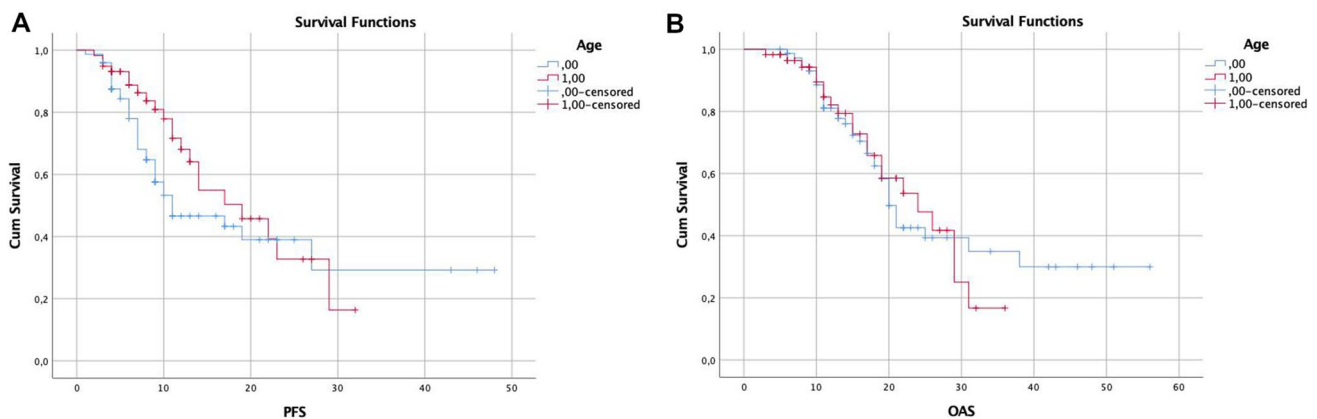 A
Survival Functions
Age
,00
1,00
,00-censored
1,00-censored
Cum Survival
1,0
0,8
0,6
0,4
0,2
0,0
0 10 20 30 40 50
PFS
B
Survival Functions
Age
,00
1,00
,00-censored
1,00-censored
Cum Survival
1,0
0,8
0,6
0,4
0,2
0,0
0 10 20 30 40 50 60
OAS